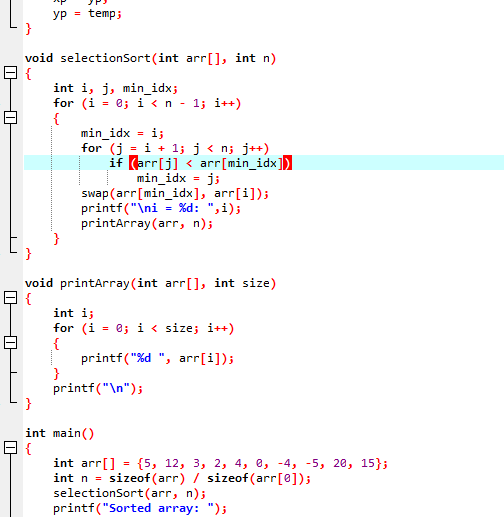 xp = yp;
yp = temp;
}
void selectionSort(int arr[], int n)
{
int i, j, min_idx;
for (i = 0; i < n - 1; i++)
{
min_idx = i;
for (j = i + 1; j < n; j++)
if (arr[j] < arr[min_idx])
min_idx = j;
swap(arr[min_idx], arr[i]);
printf("\ni = %d: ",i);
printArray(arr, n);
}
}
void printArray(int arr[], int size)
{
int i;
for (i = 0; i < size; i++)
{
printf("%d ", arr[i]);
}
printf("\n");
}
int main()
{
int arr[] = {5, 12, 3, 2, 4, 0, -4, -5, 20, 15};
int n = sizeof(arr) / sizeof(arr[0]);
selectionSort(arr, n);
printf("Sorted array: ");